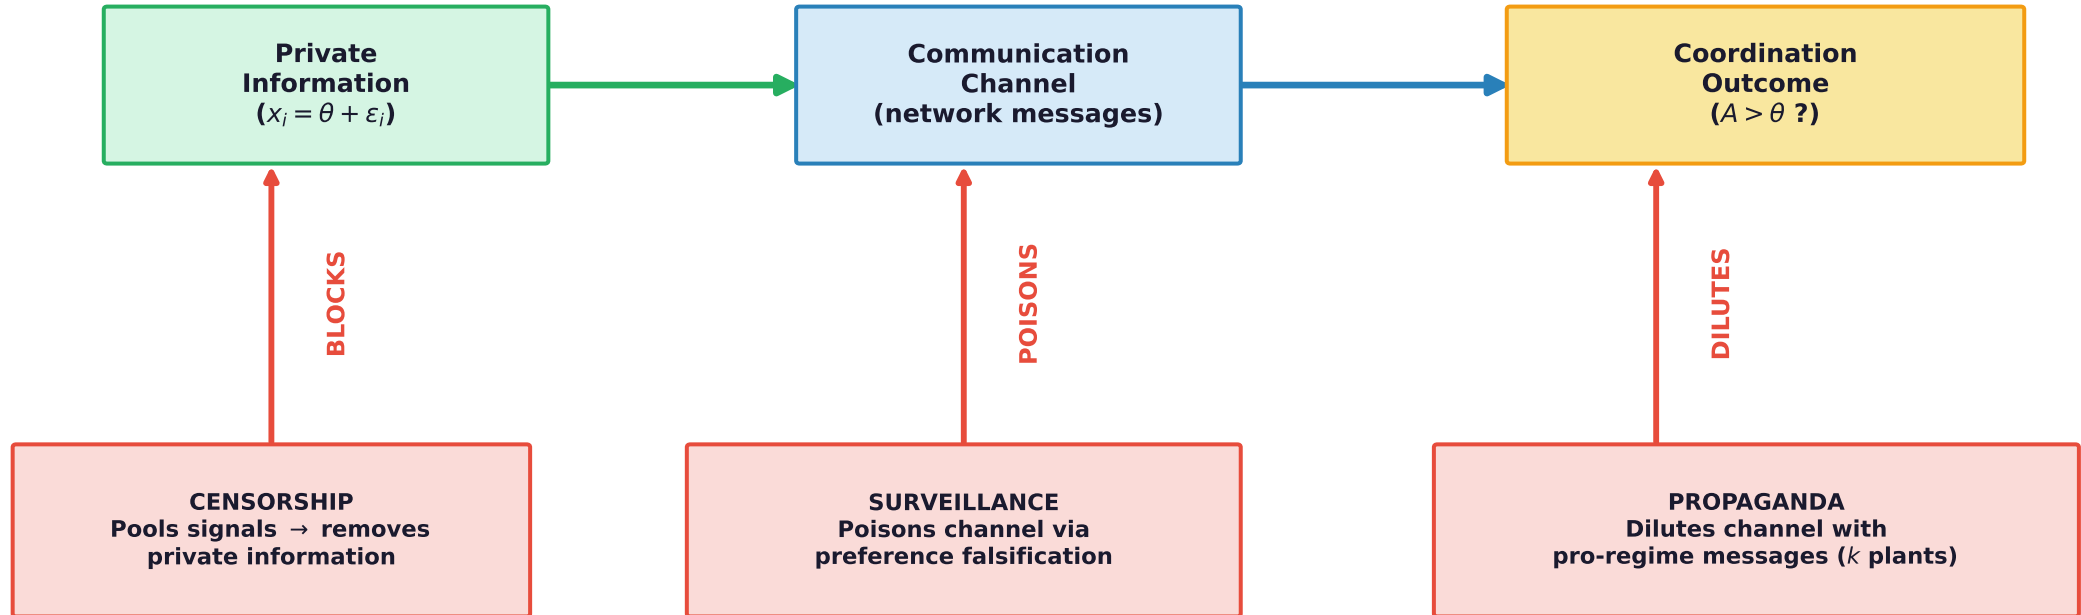 Private
Information
(xᵢ = θ + εᵢ)
Communication
Channel
(network messages)
Coordination
Outcome
(A > θ ?)
BLOCKS
POISONS
DILUTES
CENSORSHIP
Pools signals → removes
private information
SURVEILLANCE
Poisons channel via
preference falsification
PROPAGANDA
Dilutes channel with
pro-regime messages (k plants)